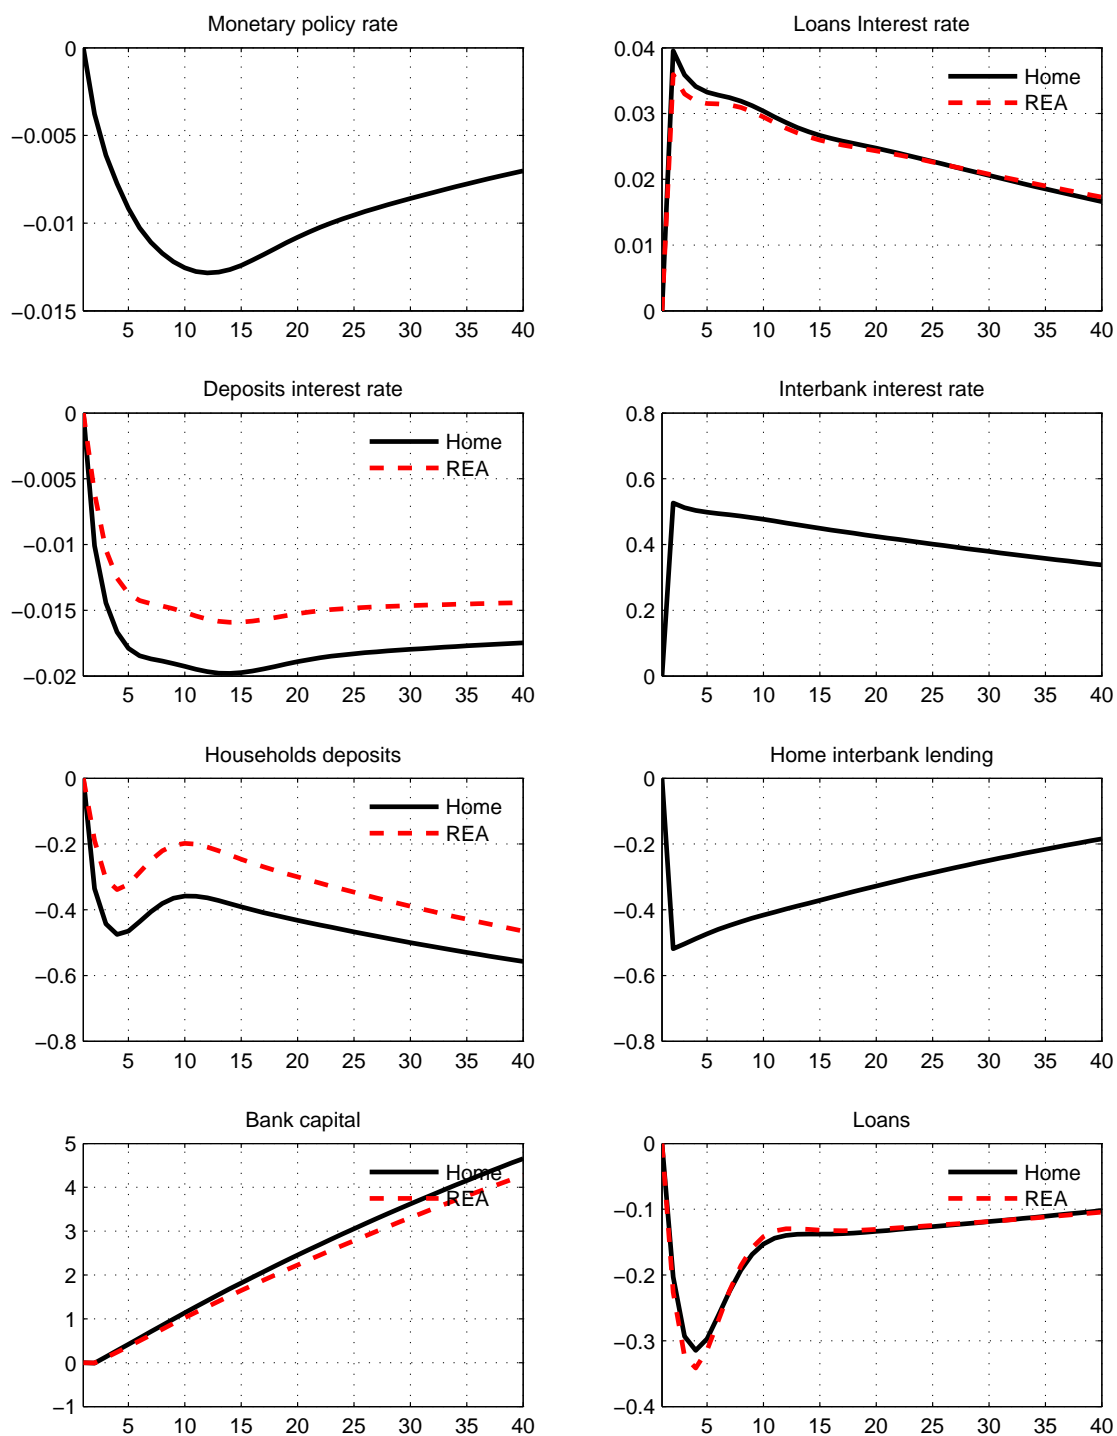 Monetary policy rate
0
−0.005
−0.01
−0.015
5 10 15 20 25 30 35 40
Loans Interest rate
0.04
0.03
0.02
0.01
0
Home
REA
5 10 15 20 25 30 35 40
Deposits interest rate
0
−0.005
−0.01
−0.015
−0.02
Home
REA
5 10 15 20 25 30 35 40
Interbank interest rate
0.8
0.6
0.4
0.2
0
5 10 15 20 25 30 35 40
Households deposits
0
−0.2
−0.4
−0.6
−0.8
Home
REA
5 10 15 20 25 30 35 40
Home interbank lending
0
−0.2
−0.4
−0.6
−0.8
5 10 15 20 25 30 35 40
Bank capital
5
4
3
2
1
0
−1
Home
REA
5 10 15 20 25 30 35 40
Loans
0
−0.1
−0.2
−0.3
−0.4
Home
REA
5 10 15 20 25 30 35 40